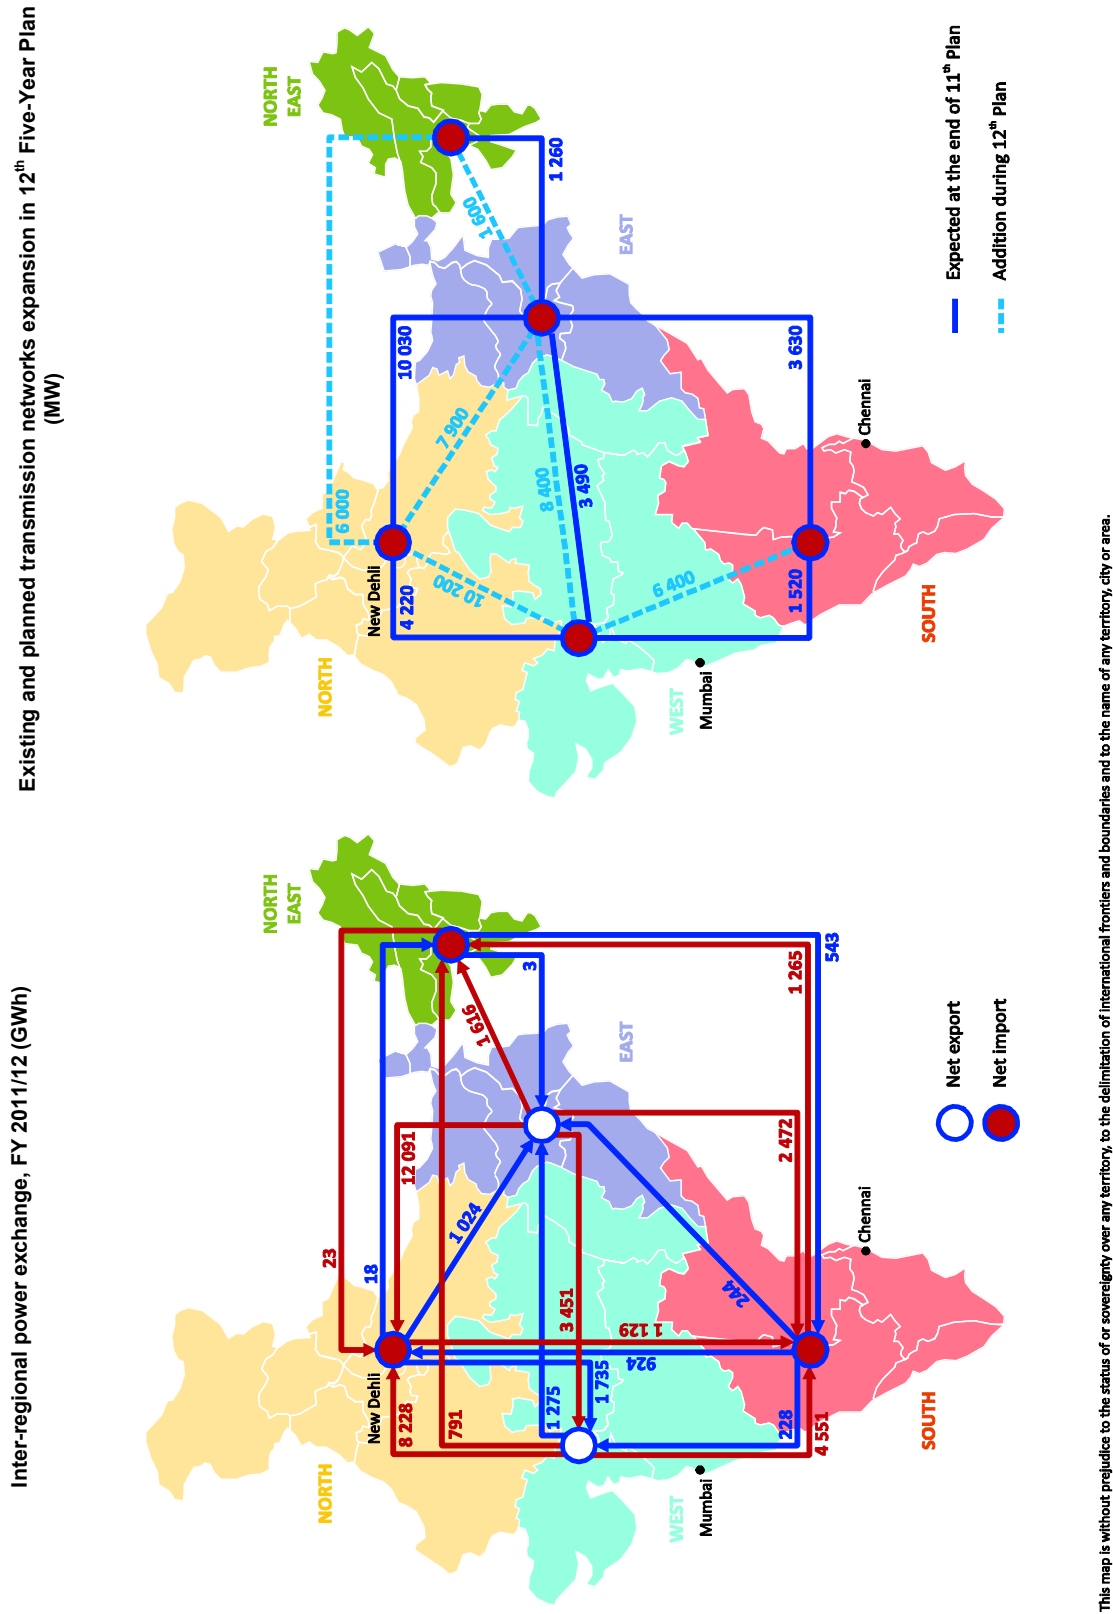 Inter-regional power exchange, FY 2011/12 (GWh)
NORTH
EAST
23
18
New Dehli
8 228
12 091
791
1 024
1 616
3
NORTH
EAST
3 451
1 275
1 735
1 129
924
244
2 472
1 265
543
228
4 551
WEST
Mumbai
Chennai
SOUTH
Net export
Net import
Existing and planned transmission networks expansion in 12th Five-Year Plan
(MW)
NORTH
EAST
NORTH
6 000
New Dehli
4 220
10 030
10 200
7 900
1 600
1 260
EAST
8 400
3 490
6 400
3 630
1 520
WEST
Mumbai
Chennai
SOUTH
Expected at the end of 11th Plan
Addition during 12th Plan
This map is without prejudice to the status of or sovereignty over any territory, to the delimitation of international frontiers and boundaries and to the name of any territory, city or area.